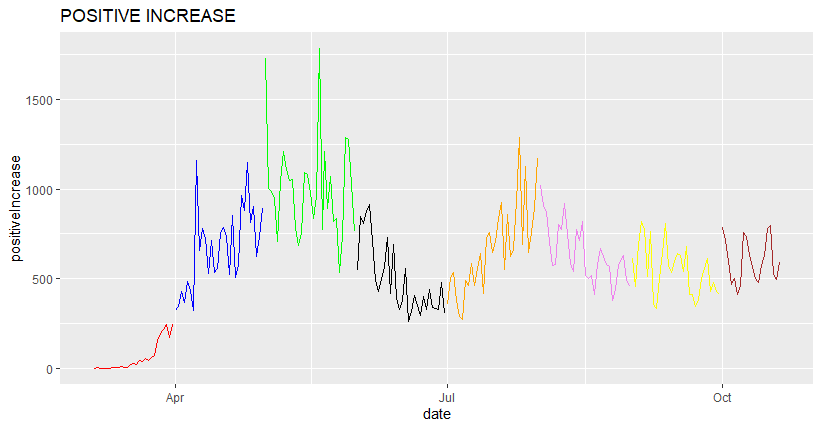 POSITIVE INCREASE
1500
1000
500
0
positiveIncrease
Apr
Jul
Oct
date